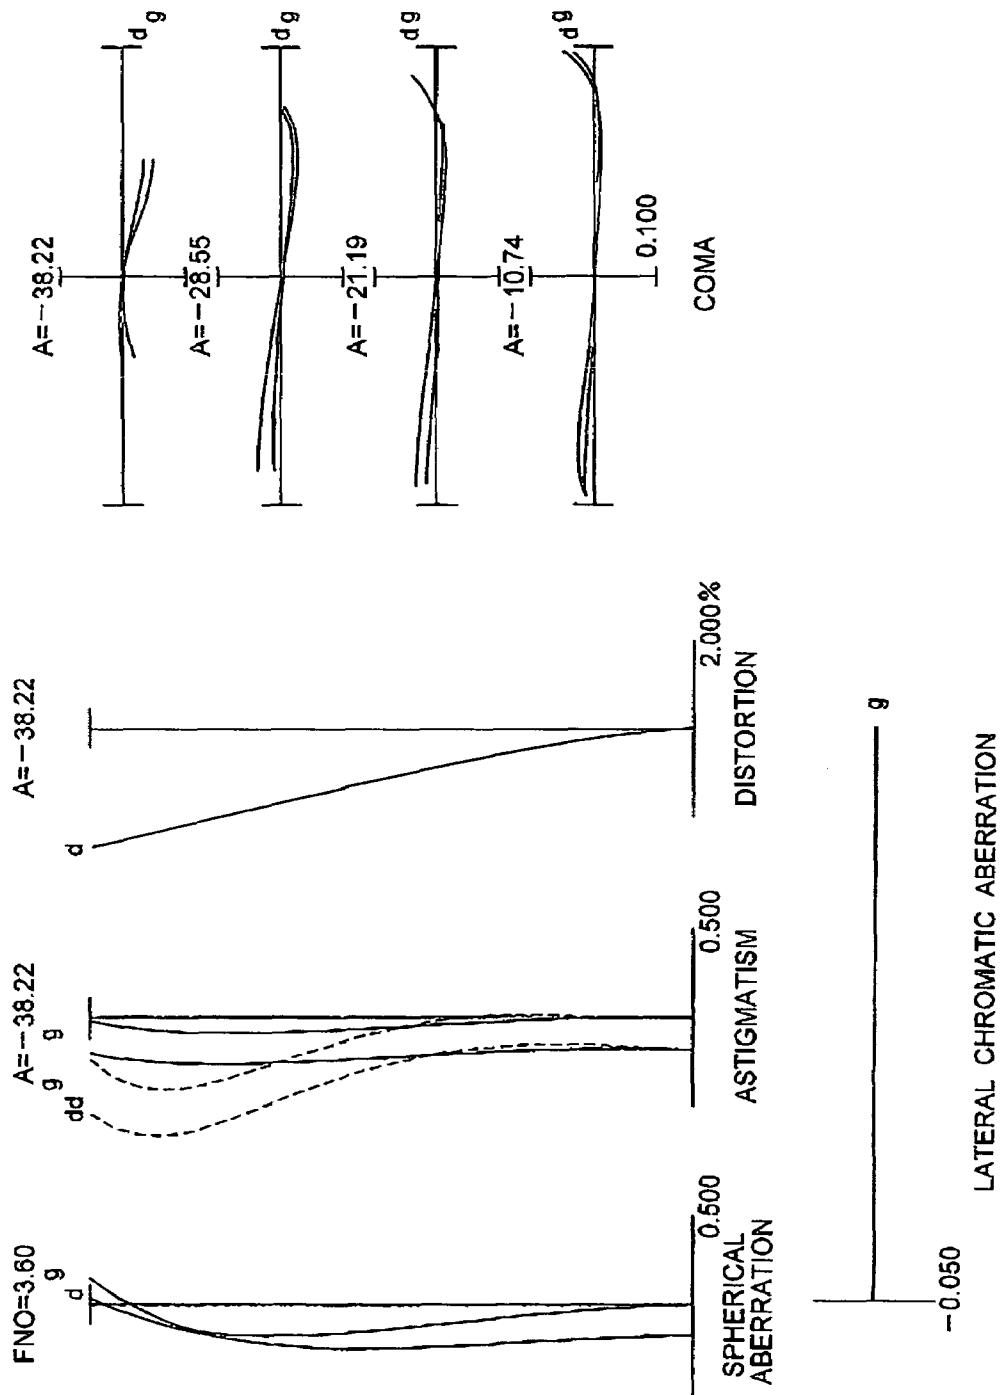 FNO=3.60
d
g
0.500
SPHERICAL
ABERRATION
A=−38.22
dd
g
g
0.500
ASTIGMATISM
A=−38.22
d
2.000%
DISTORTION
A=−38.22
d g
A=−28.55
d g
A=−21.19
d g
A=−10.74
d g
0.100
COMA
g
−0.050
LATERAL CHROMATIC ABERRATION